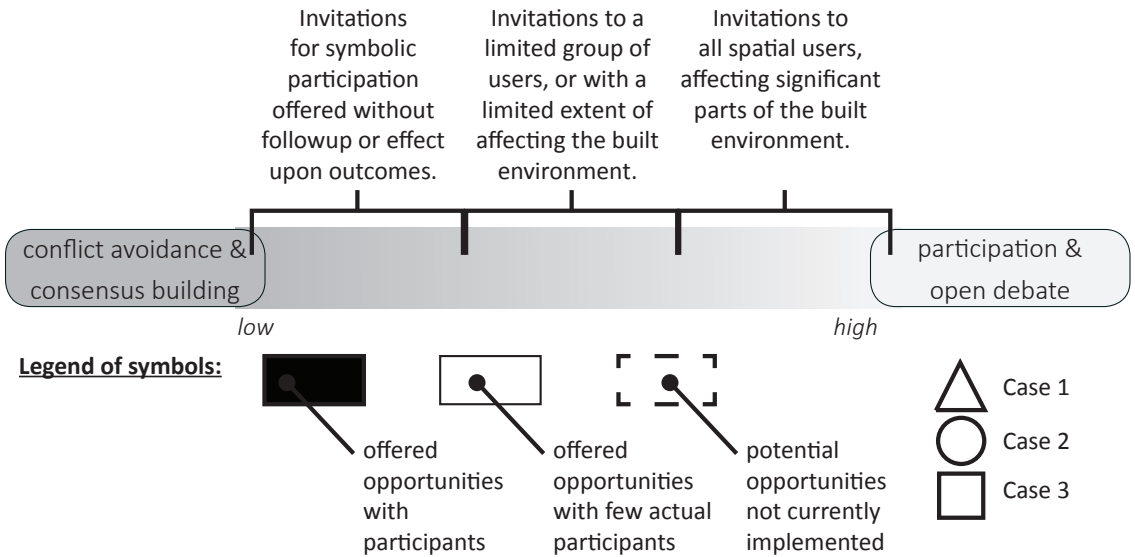 Invitations
for symbolic
participation
offered without
followup or effect
upon outcomes.
Invitations to a
limited group of
users, or with a
limited extent of
affecting the built
environment.
Invitations to
all spatial users,
affecting significant
parts of the built
environment.
conflict avoidance &
consensus building
participation &
open debate
low
high
Legend of symbols:
offered
opportunities
with
participants
offered
opportunities
with few actual
participants
potential
opportunities
not currently
implemented
Case 1
Case 2
Case 3